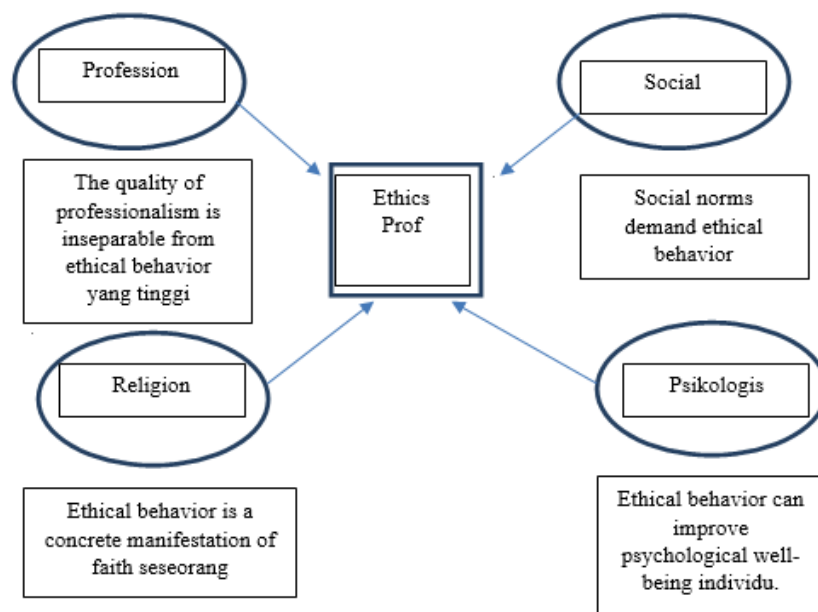 Profession
Social
The quality of
professionalism is
inseparable from
ethical behavior
yang tinggi
Ethics
Prof
Social norms
demand ethical
behavior
Religion
Psikologis
Ethical behavior is a
concrete manifestation of
faith seseorang
Ethical behavior can
improve
psychological well-
being individu.